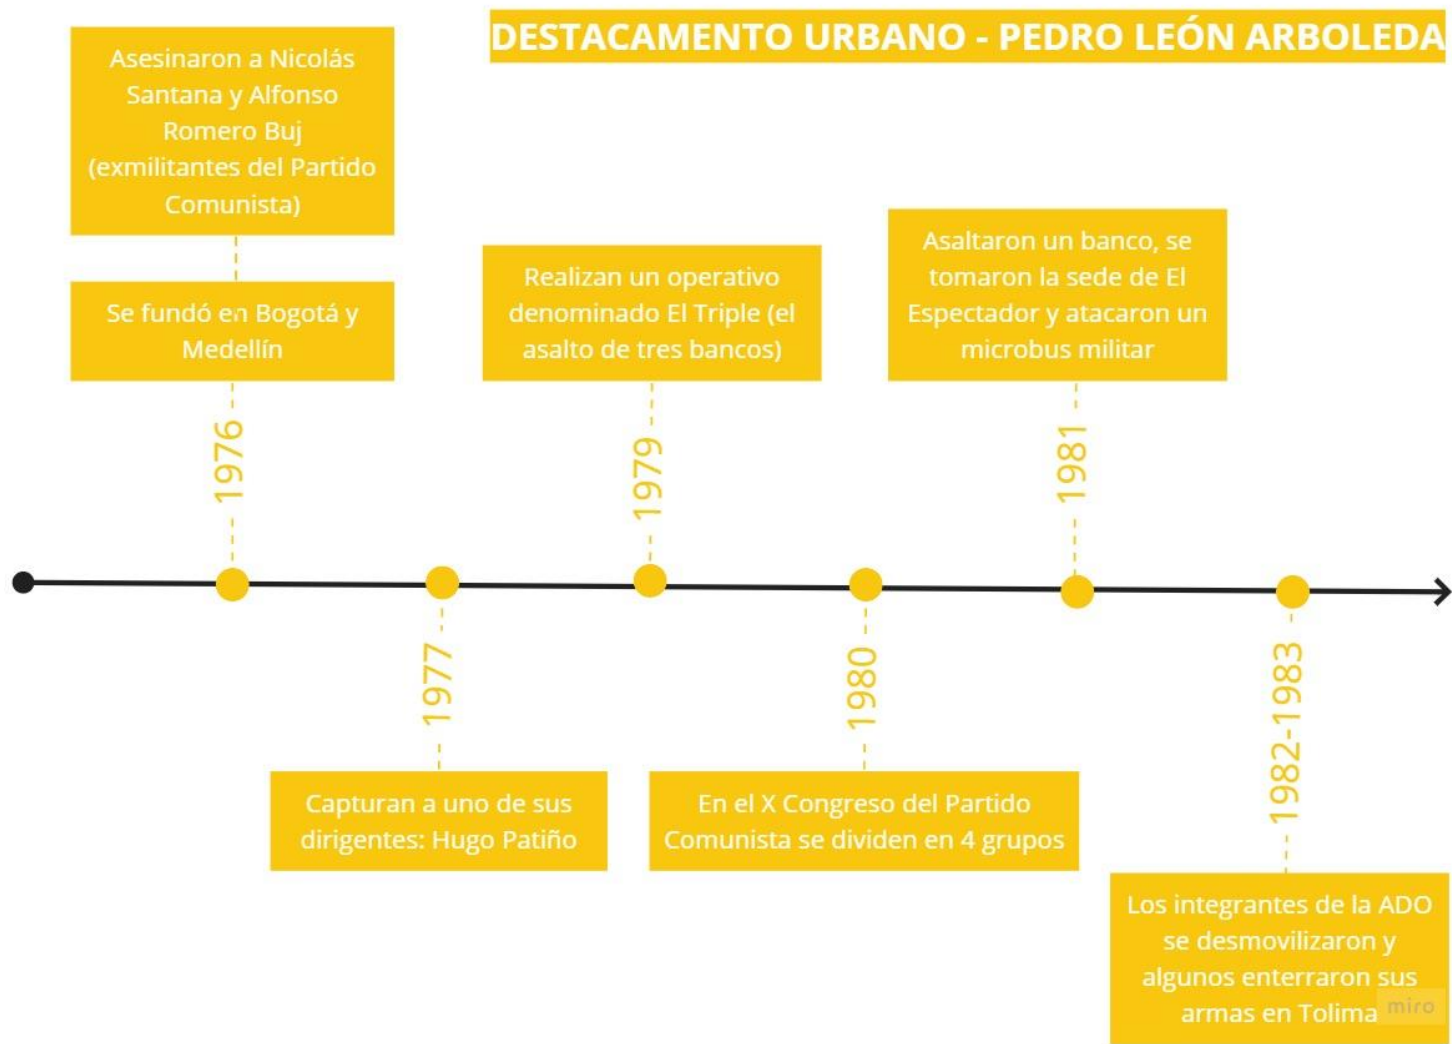 DESTACAMENTO URBANO - PEDRO LEÓN ARBOLEDA
Asesinaron a Nicolás
Santana y Alfonso
Romero Buj
(exmilitantes del Partido
Comunista)
Se fundó en Bogotá y
Medellín
1976
Capturan a uno de sus
dirigentes: Hugo Patiño
1977
Realizan un operativo
denominado El Triple (el
asalto de tres bancos)
1979
1980
En el X Congreso del Partido
Comunista se dividen en 4 grupos
Asaltaron un banco, se
tomaron la sede de El
Espectador y atacaron un
microbus militar
1981
1982-1983
Los integrantes de la ADO
se desmovilizaron y
algunos enterraron sus
armas en Tolima
miro